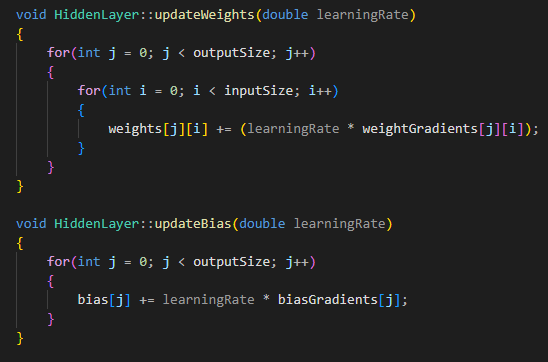 void HiddenLayer::updateWeights(double learningRate)
{
    for(int j = 0; j < outputSize; j++)
    {
        for(int i = 0; i < inputSize; i++)
        {
            weights[j][i] += (learningRate * weightGradients[j][i]);
        }
    }
}

void HiddenLayer::updateBias(double learningRate)
{
    for(int j = 0; j < outputSize; j++)
    {
        bias[j] += learningRate * biasGradients[j];
    }
}